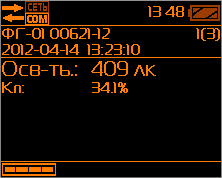 СЕТЬ
COM 13 48
ФГ-01 00621-12 1(3)
2012-04-14 13:23:10
Осв-ть.: 409 лк
Кп: 34.1%